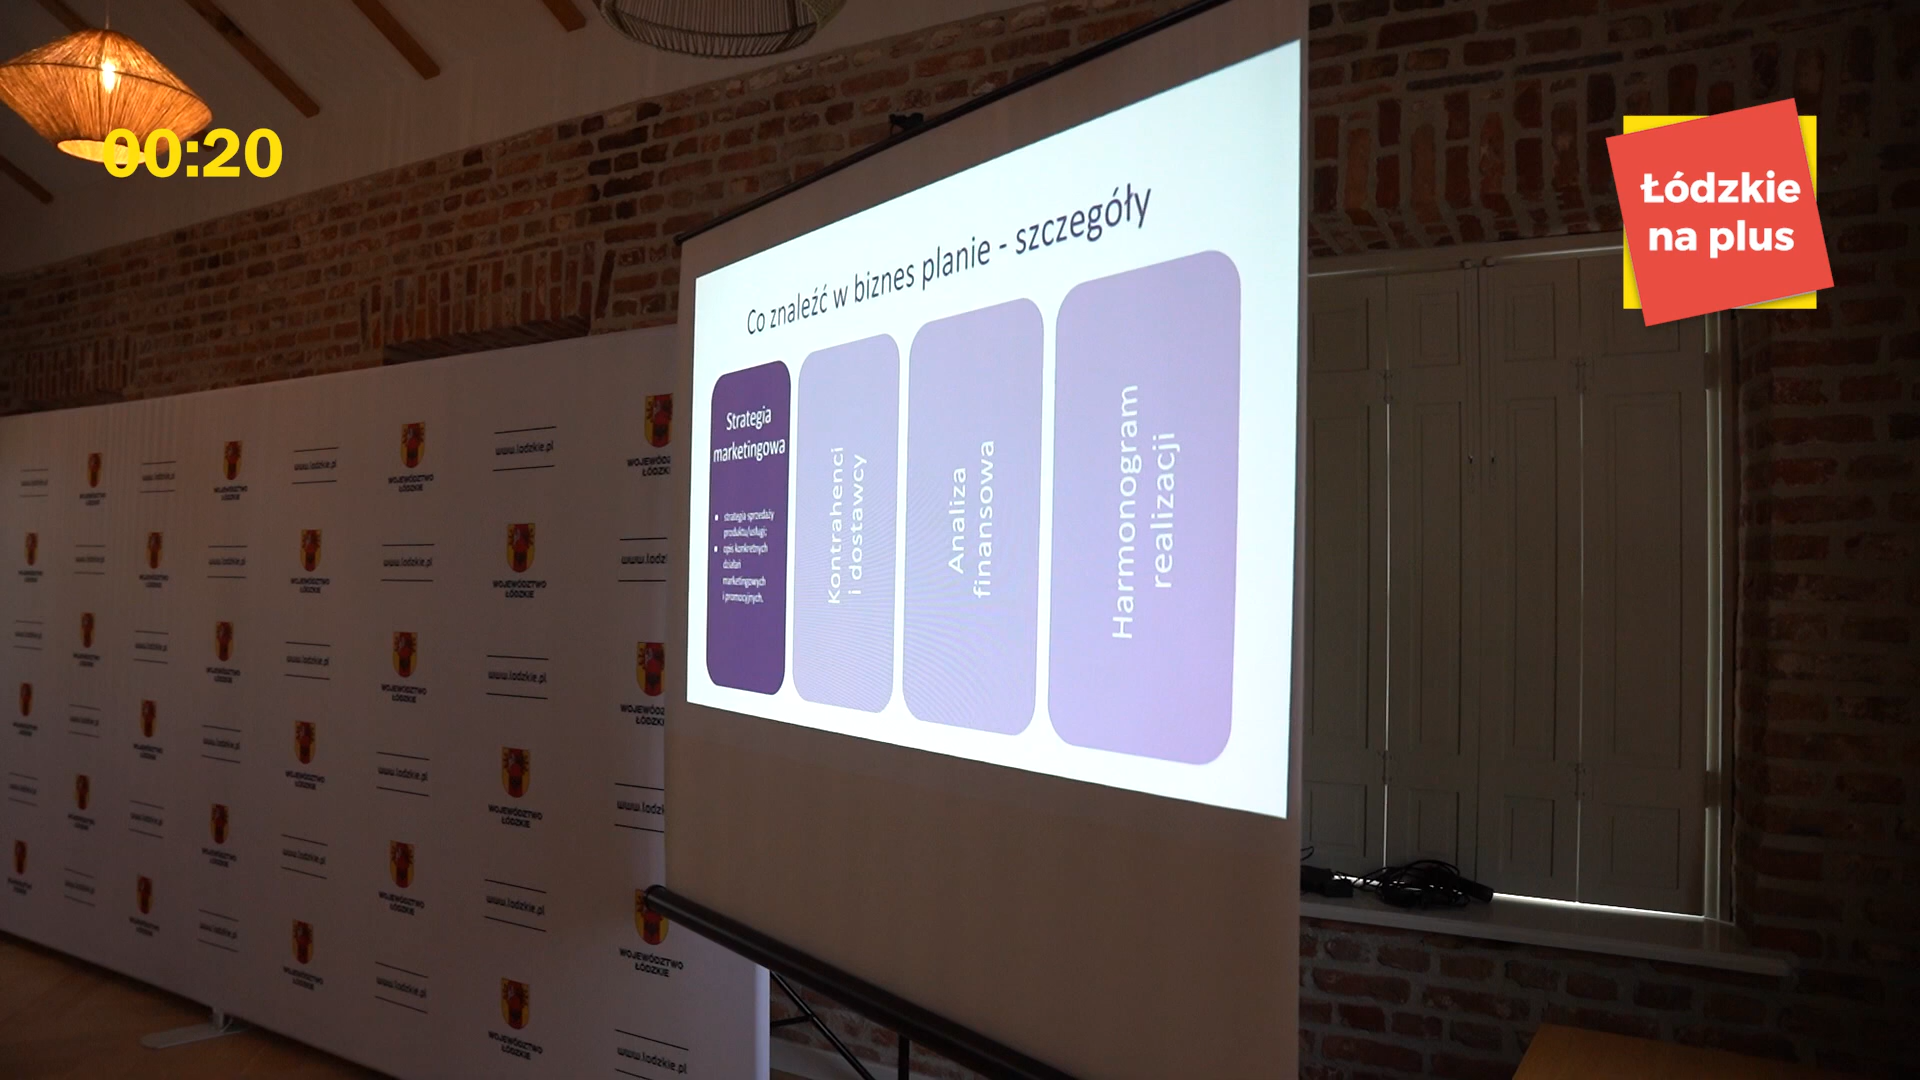 00:20
Łódzkie
na plus
Co znaleźć w biznes planie - szczegóły
Strategia
marketingowa
• strategia sprzedaży
produktu/usługi;
• opis konkretnych
działań
marketingowych
i promocyjnych.
Kontrahenci
i dostawcy
Analiza
finansowa
Harmonogram
realizacji
www.lodzkie.pl
WOJEWÓDZTWO
ŁÓDZKIE